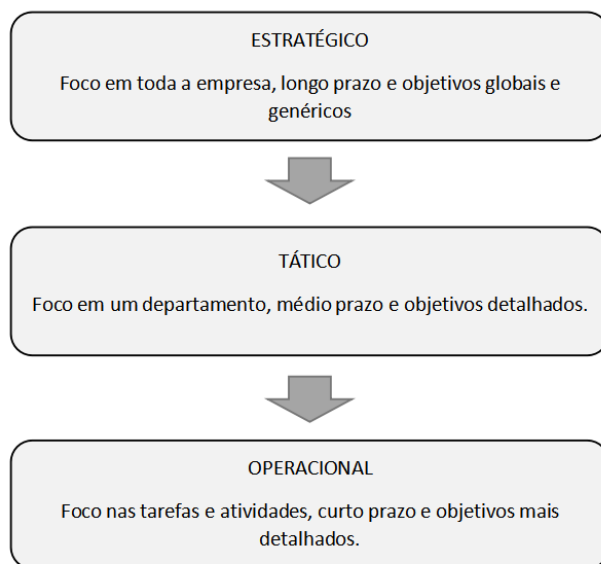 ESTRATÉGICO
Foco em toda a empresa, longo prazo e objetivos globais e
genéricos
TÁTICO
Foco em um departamento, médio prazo e objetivos detalhados.
OPERACIONAL
Foco nas tarefas e atividades, curto prazo e objetivos mais
detalhados.